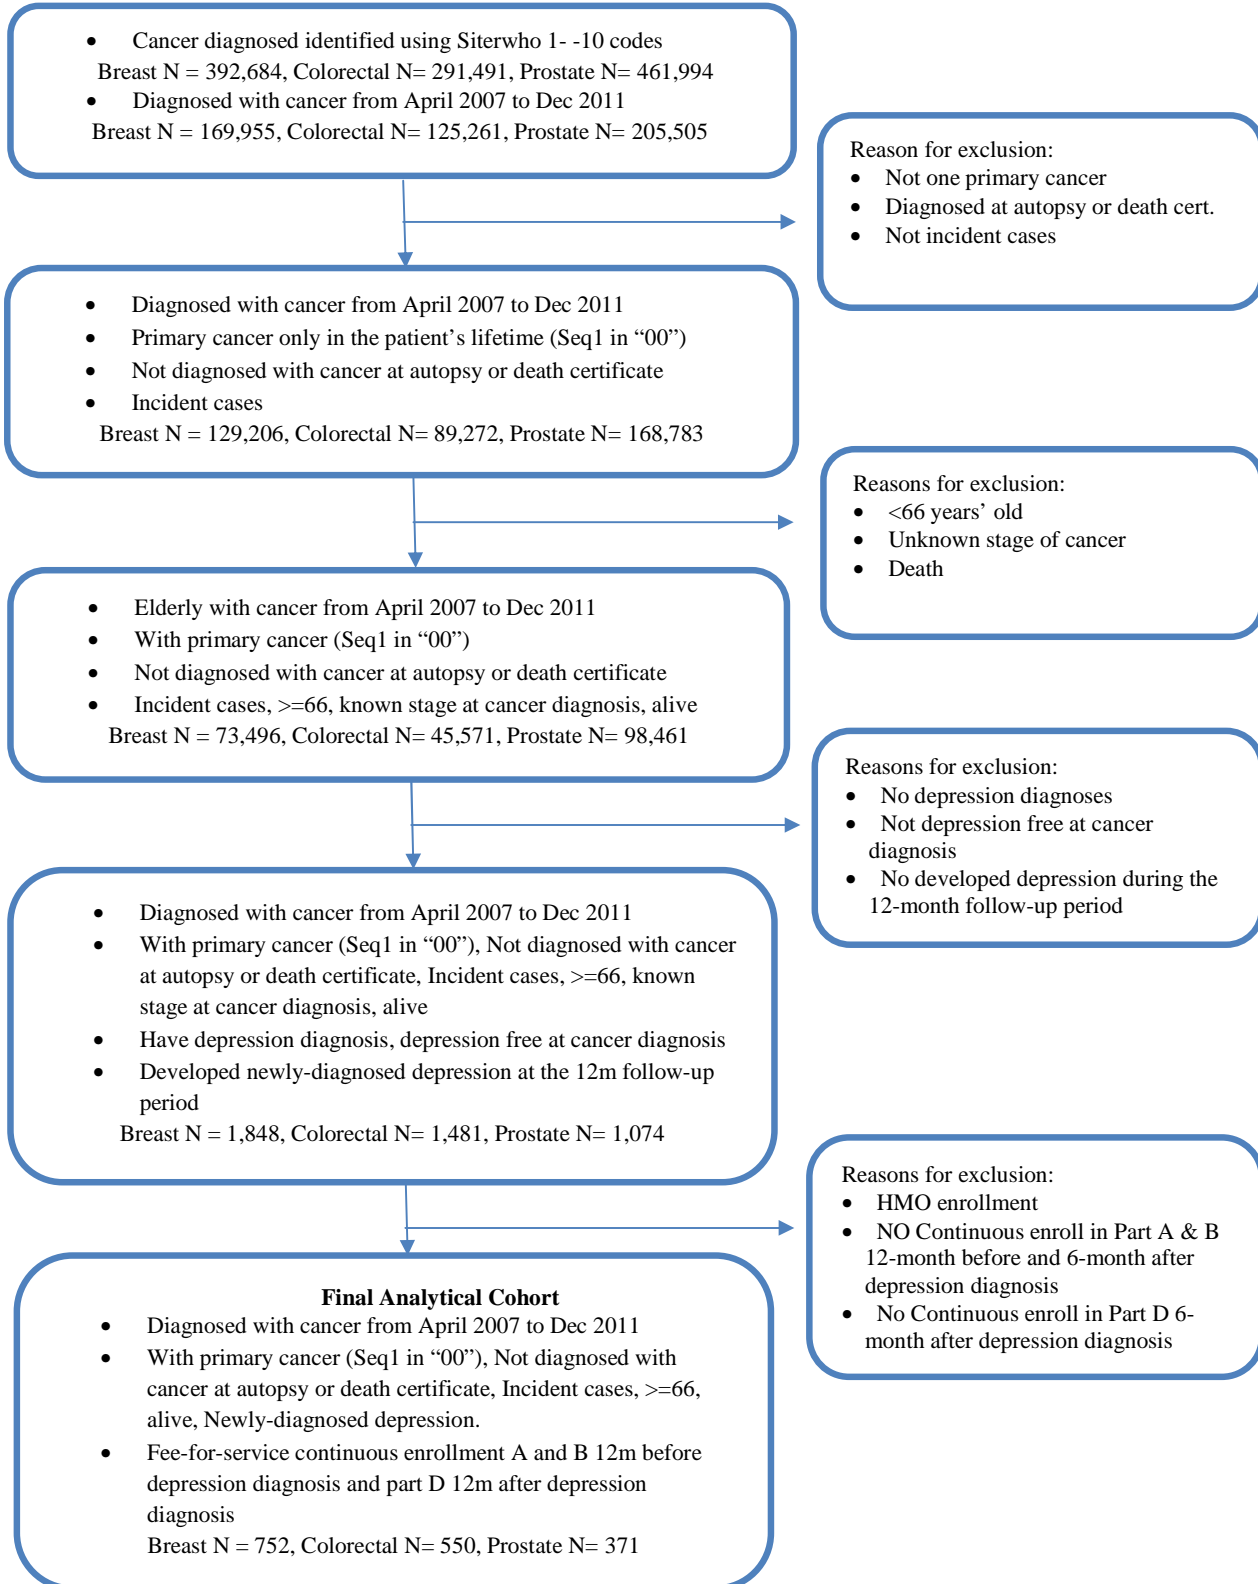 • Cancer diagnosed identified using Siterwho 1- -10 codes
Breast N = 392,684, Colorectal N= 291,491, Prostate N= 461,994
• Diagnosed with cancer from April 2007 to Dec 2011
Breast N = 169,955, Colorectal N= 125,261, Prostate N= 205,505
Reason for exclusion:
• Not one primary cancer
• Diagnosed at autopsy or death cert.
• Not incident cases
• Diagnosed with cancer from April 2007 to Dec 2011
• Primary cancer only in the patient’s lifetime (Seq1 in “00”)
• Not diagnosed with cancer at autopsy or death certificate
• Incident cases
Breast N = 129,206, Colorectal N= 89,272, Prostate N= 168,783
Reasons for exclusion:
• <66 years’ old
• Unknown stage of cancer
• Death
• Elderly with cancer from April 2007 to Dec 2011
• With primary cancer (Seq1 in “00”)
• Not diagnosed with cancer at autopsy or death certificate
• Incident cases, >=66, known stage at cancer diagnosis, alive
Breast N = 73,496, Colorectal N= 45,571, Prostate N= 98,461
Reasons for exclusion:
• No depression diagnoses
• Not depression free at cancer
diagnosis
• No developed depression during the
12-month follow-up period
• Diagnosed with cancer from April 2007 to Dec 2011
• With primary cancer (Seq1 in “00”), Not diagnosed with cancer
at autopsy or death certificate, Incident cases, >=66, known
stage at cancer diagnosis, alive
• Have depression diagnosis, depression free at cancer diagnosis
• Developed newly-diagnosed depression at the 12m follow-up
period
Breast N = 1,848, Colorectal N= 1,481, Prostate N= 1,074
Reasons for exclusion:
• HMO enrollment
• NO Continuous enroll in Part A & B
12-month before and 6-month after
depression diagnosis
• No Continuous enroll in Part D 6-
month after depression diagnosis
Final Analytical Cohort
• Diagnosed with cancer from April 2007 to Dec 2011
• With primary cancer (Seq1 in “00”), Not diagnosed with
cancer at autopsy or death certificate, Incident cases, >=66,
alive, Newly-diagnosed depression.
• Fee-for-service continuous enrollment A and B 12m before
depression diagnosis and part D 12m after depression
diagnosis
Breast N = 752, Colorectal N= 550, Prostate N= 371